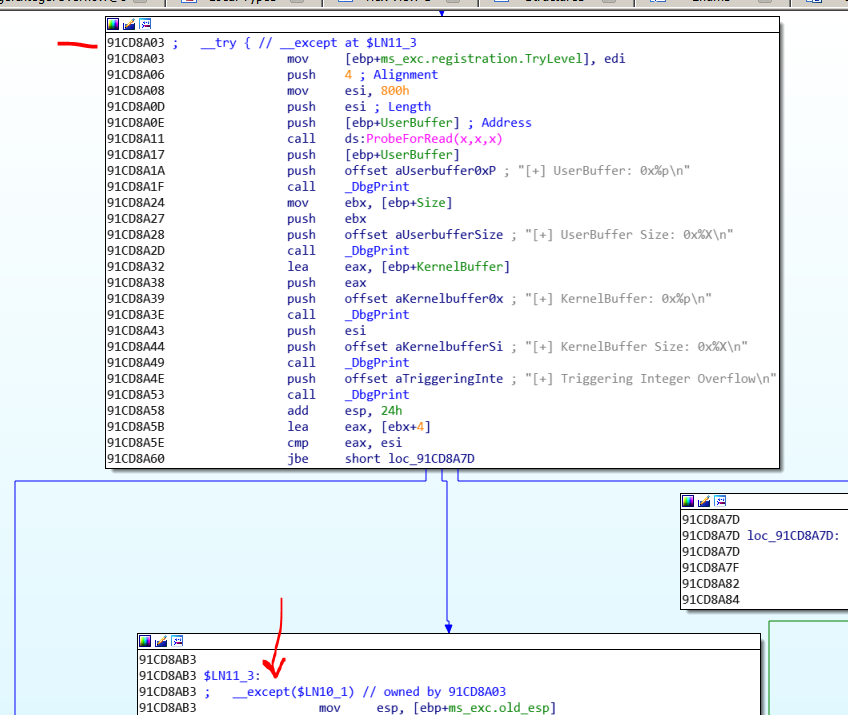 91CD8A03 ;   __try { // __except at $LN11_3
91CD8A03 mov [ebp+ms_exc.registration.TryLevel], edi
91CD8A06 push 4 ; Alignment
91CD8A08 mov esi, 800h
91CD8A0D push esi ; Length
91CD8A0E push [ebp+UserBuffer] ; Address
91CD8A11 call ds:ProbeForRead(x,x,x)
91CD8A17 push [ebp+UserBuffer]
91CD8A1A push offset aUserbuffer0xP ; "[+] UserBuffer: 0x%p\n"
91CD8A1F call _DbgPrint
91CD8A24 mov ebx, [ebp+Size]
91CD8A27 push ebx
91CD8A28 push offset aUserbufferSize ; "[+] UserBuffer Size: 0x%X\n"
91CD8A2D call _DbgPrint
91CD8A32 lea eax, [ebp+KernelBuffer]
91CD8A38 push eax
91CD8A39 push offset aKernelbuffer0x ; "[+] KernelBuffer: 0x%p\n"
91CD8A3E call _DbgPrint
91CD8A43 push esi
91CD8A44 push offset aKernelbufferSi ; "[+] KernelBuffer Size: 0x%X\n"
91CD8A49 call _DbgPrint
91CD8A4E push offset aTriggeringInte ; "[+] Triggering Integer Overflow\n"
91CD8A53 call _DbgPrint
91CD8A58 add esp, 24h
91CD8A5B lea eax, [ebx+4]
91CD8A5E cmp eax, esi
91CD8A60 jbe short loc_91CD8A7D
91CD8A7D
91CD8A7D loc_91CD8A7D:
91CD8A7D
91CD8A7F
91CD8A82
91CD8A84
91CD8AB3
91CD8AB3 $LN11_3:
91CD8AB3 ;   __except($LN10_1) // owned by 91CD8A03
91CD8AB3 mov esp, [ebp+ms_exc.old_esp]